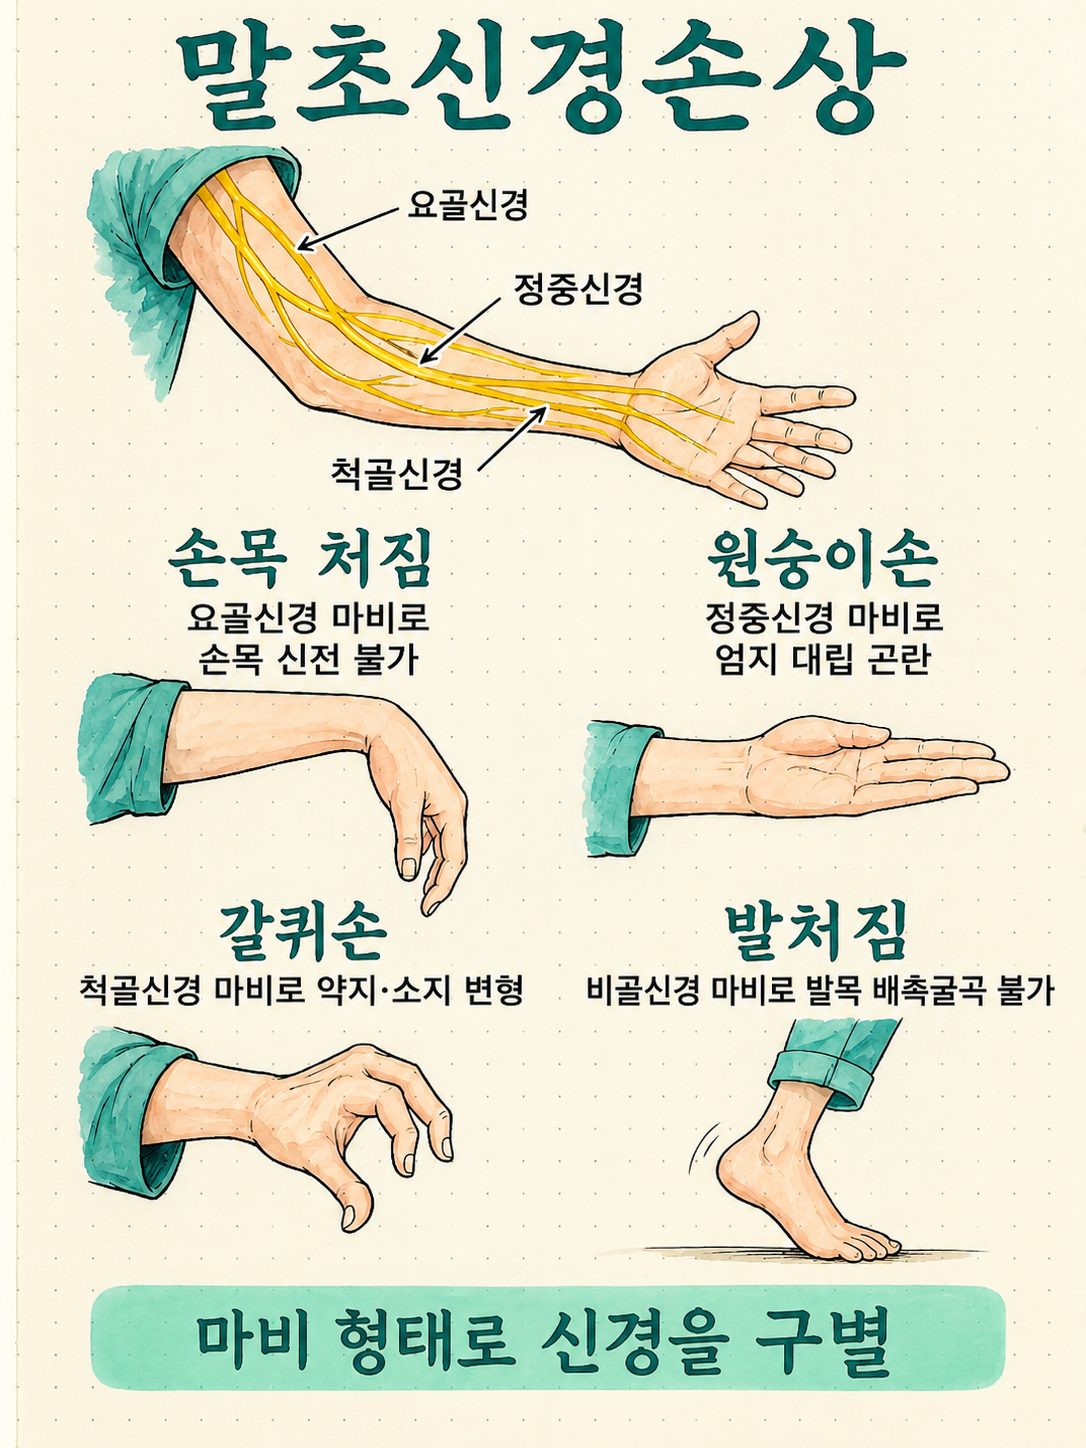 말초신경손상
요골신경
정중신경
척골신경
손목 처짐
요골신경 마비로
손목 신전 불가
원숭이손
정중신경 마비로
엄지 대립 곤란
갈퀴손
척골신경 마비로 약지·소지 변형
발처짐
비골신경 마비로 발목 배측굴곡 불가
마비 형태로 신경을 구별